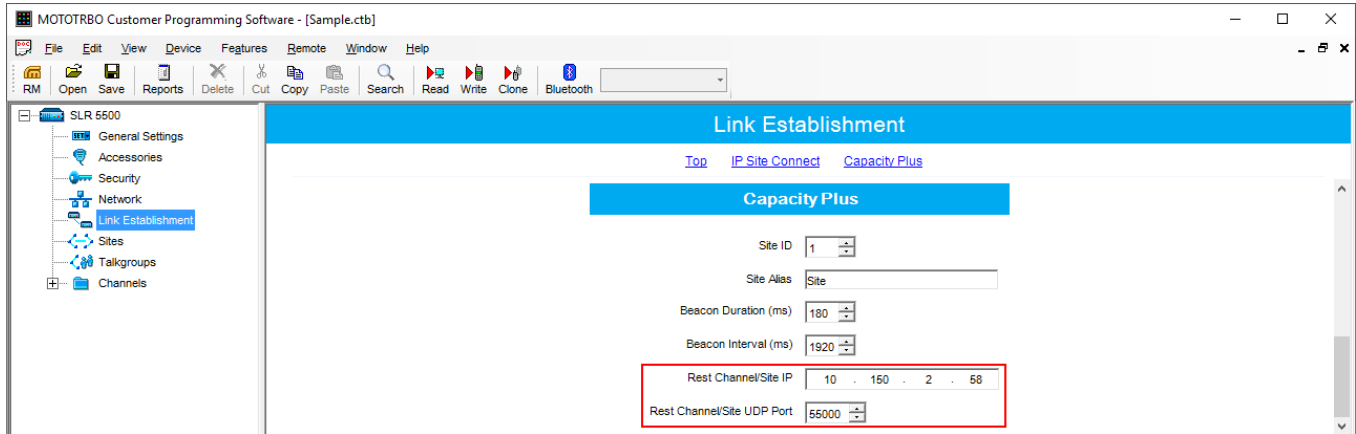 MOTOTRBO Customer Programming Software - [Sample.ctb]
DOC File Edit View Device Features Remote Window Help
RM Open Save Reports Delete Cut Copy Paste Search Read Write Clone Bluetooth
SLR 5500
General Settings
Accessories
Security
Network
Link Establishment
Sites
Talkgroups
Channels
Link Establishment
Top IP Site Connect Capacity Plus
Capacity Plus
Site ID 1
Site Alias Site
Beacon Duration (ms) 180
Beacon Interval (ms) 1920
Rest Channel/Site IP 10 . 150 . 2 . 58
Rest Channel/Site UDP Port 55000